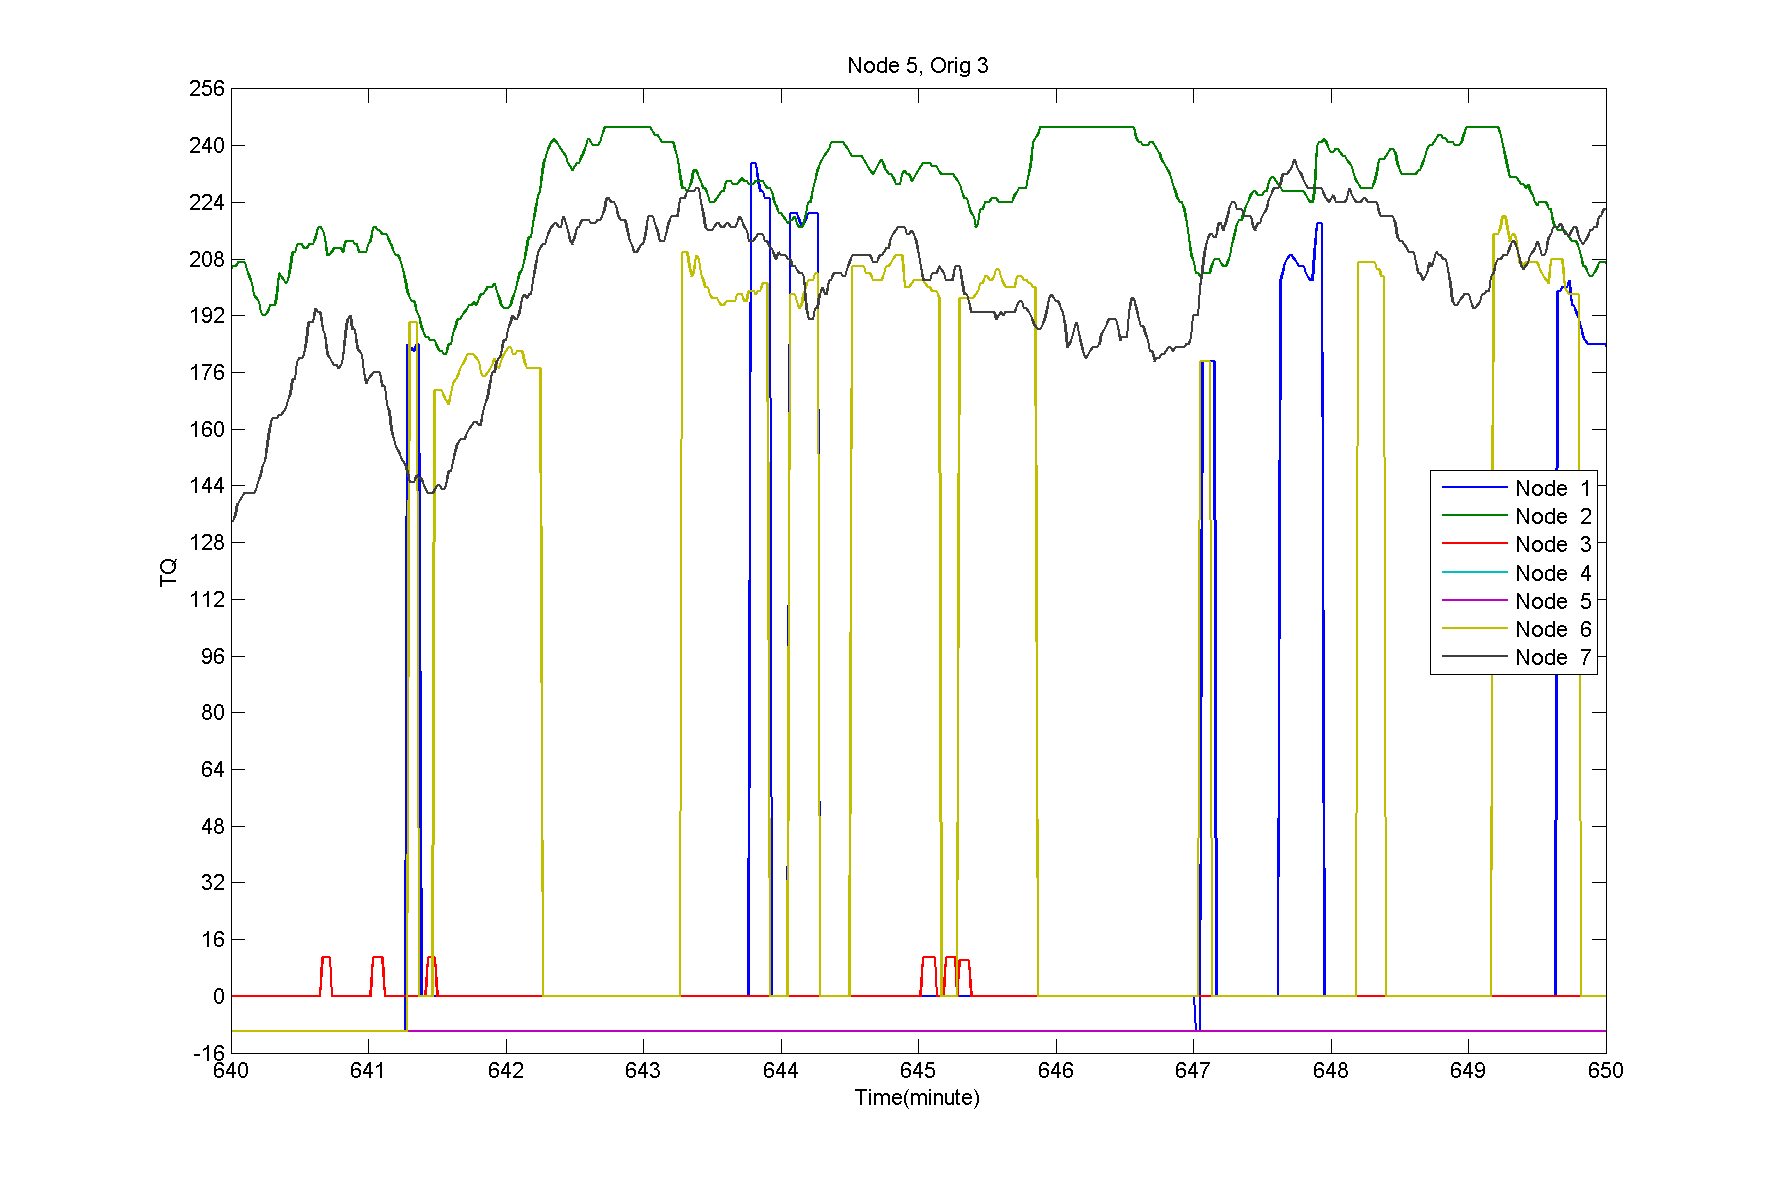 Node 5, Orig 3
256
240
224
208
192
176
160
144
128
112
96
80
64
48
32
16
0
-16
TQ
Node 1
Node 2
Node 3
Node 4
Node 5
Node 6
Node 7
640 641 642 643 644 645 646 647 648 649 650
Time(minute)